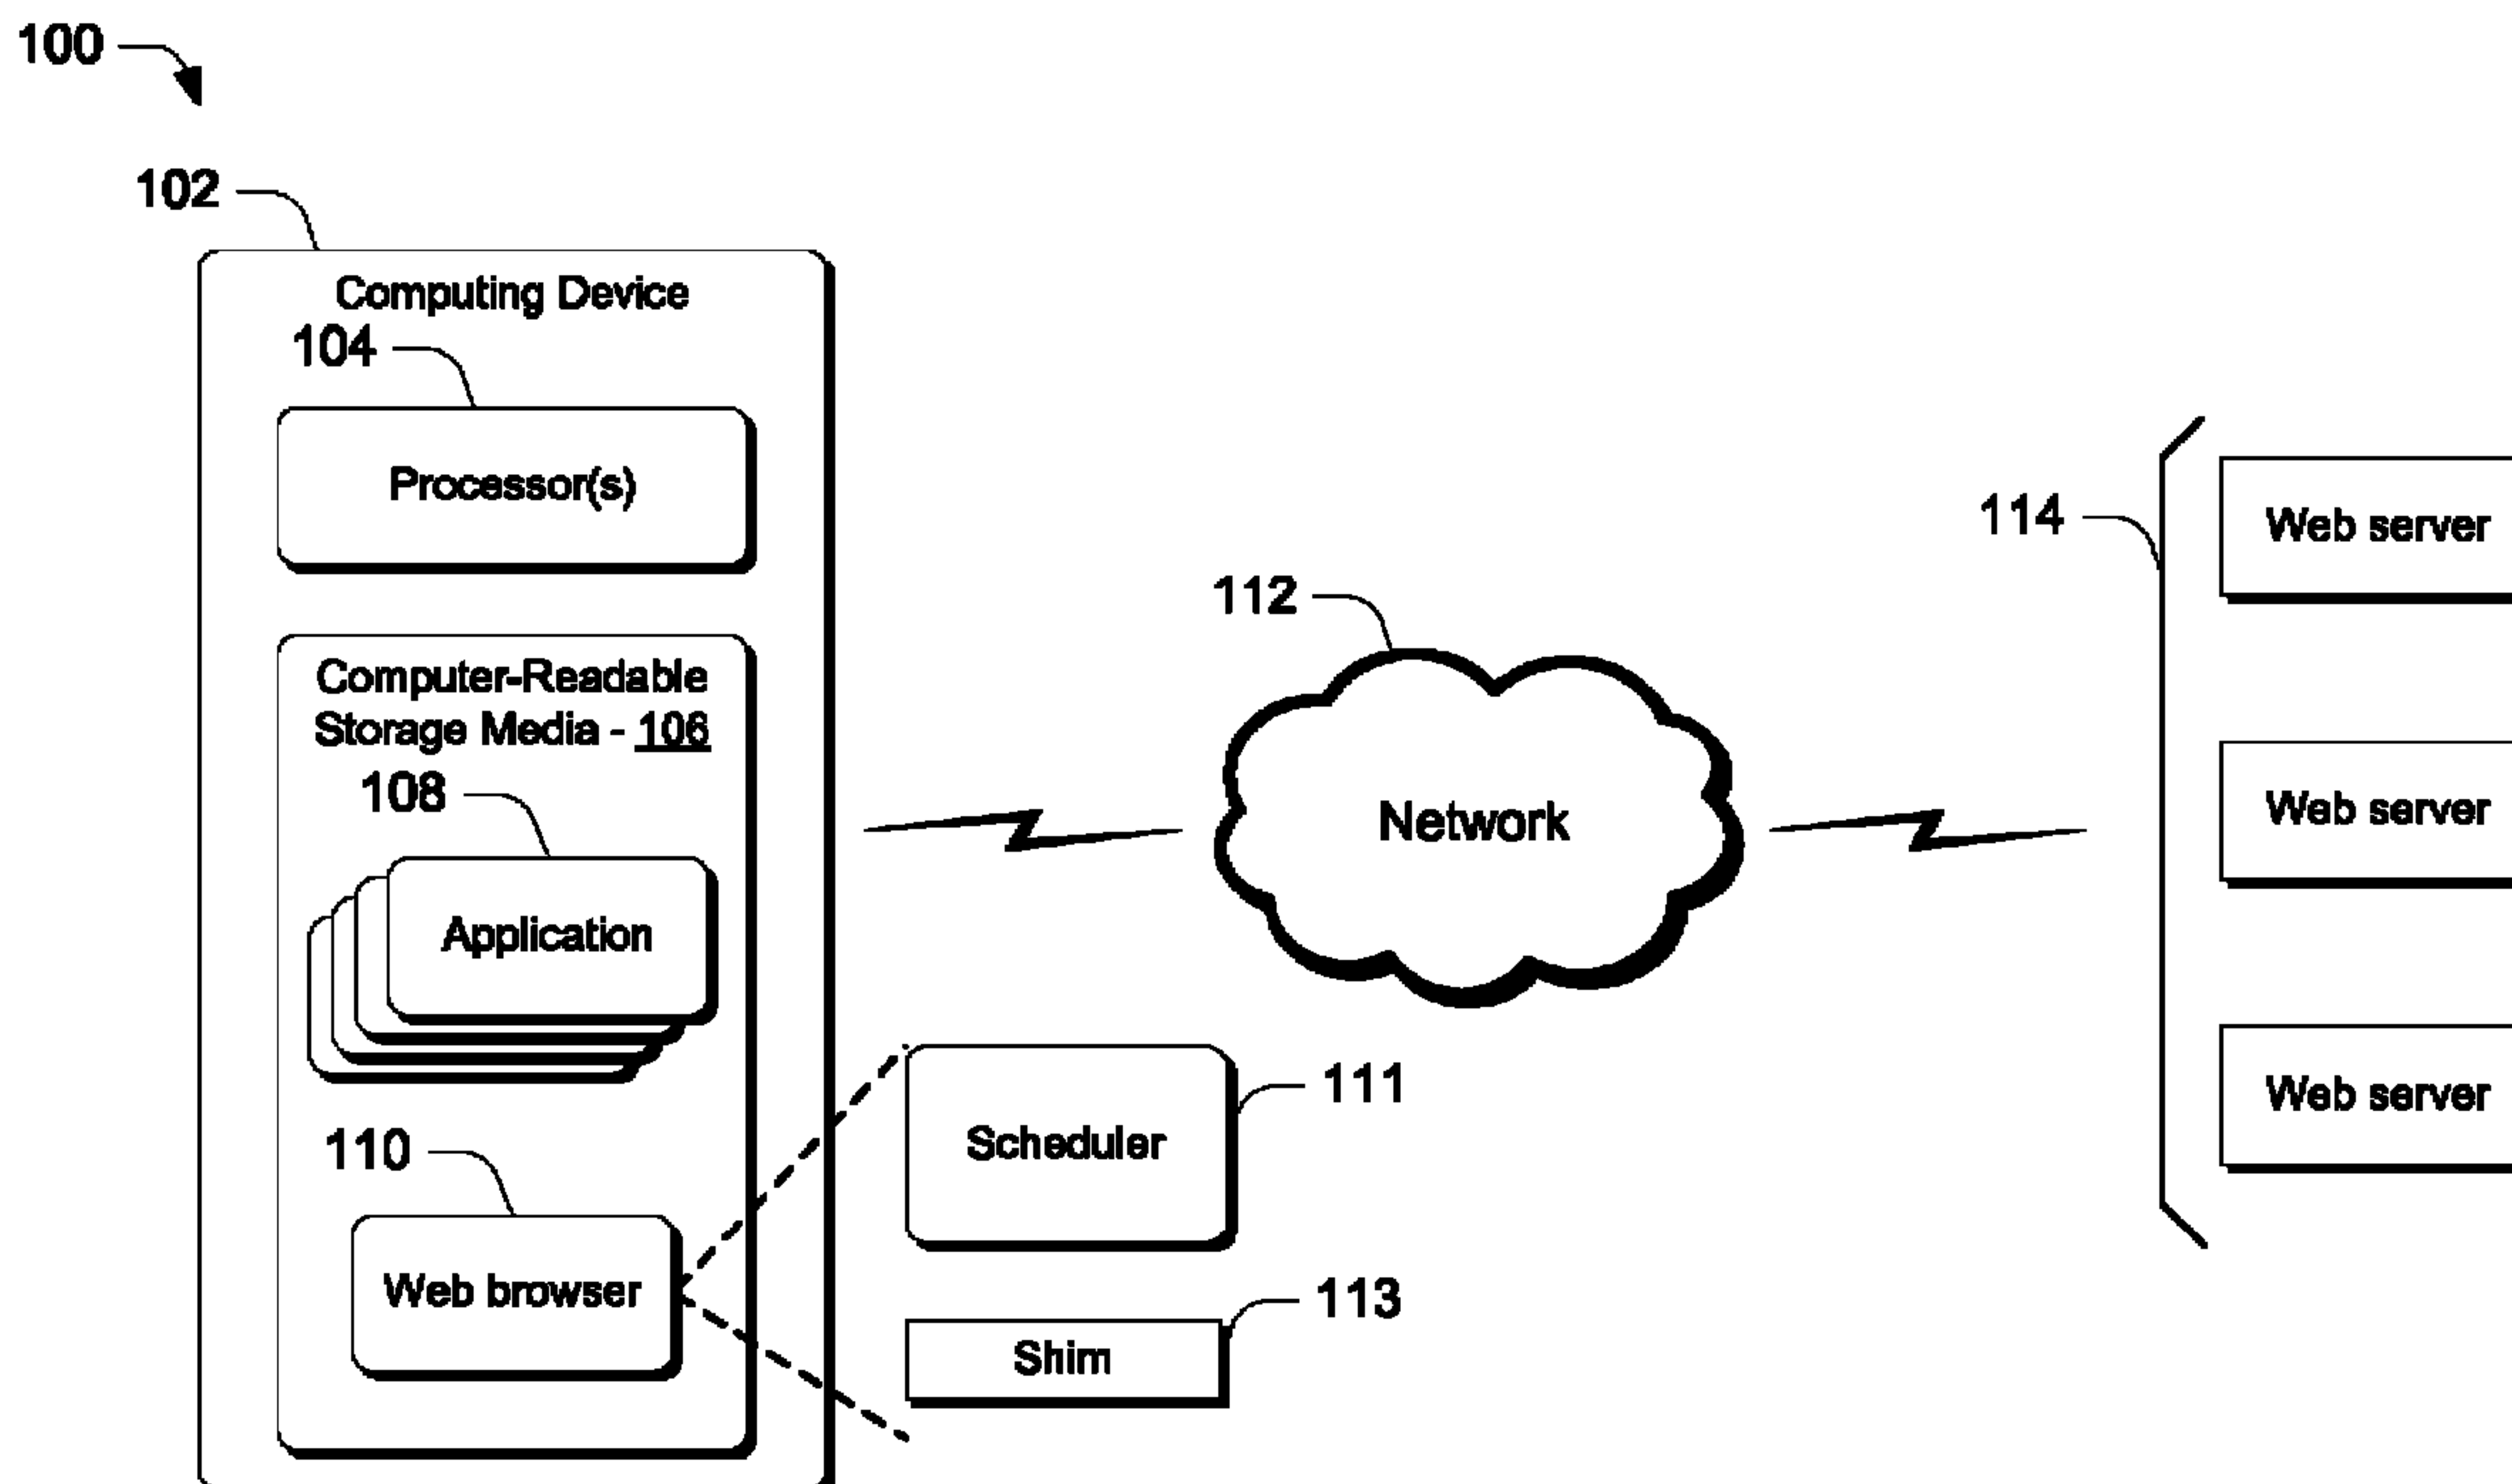 100
102
Computing Device
104
Processor(s)
Computer-Readable
Storage Media - 106
108
Application
110
Web browser
112
Network
111
Scheduler
113
Shim
114
Web server
Web server
Web server